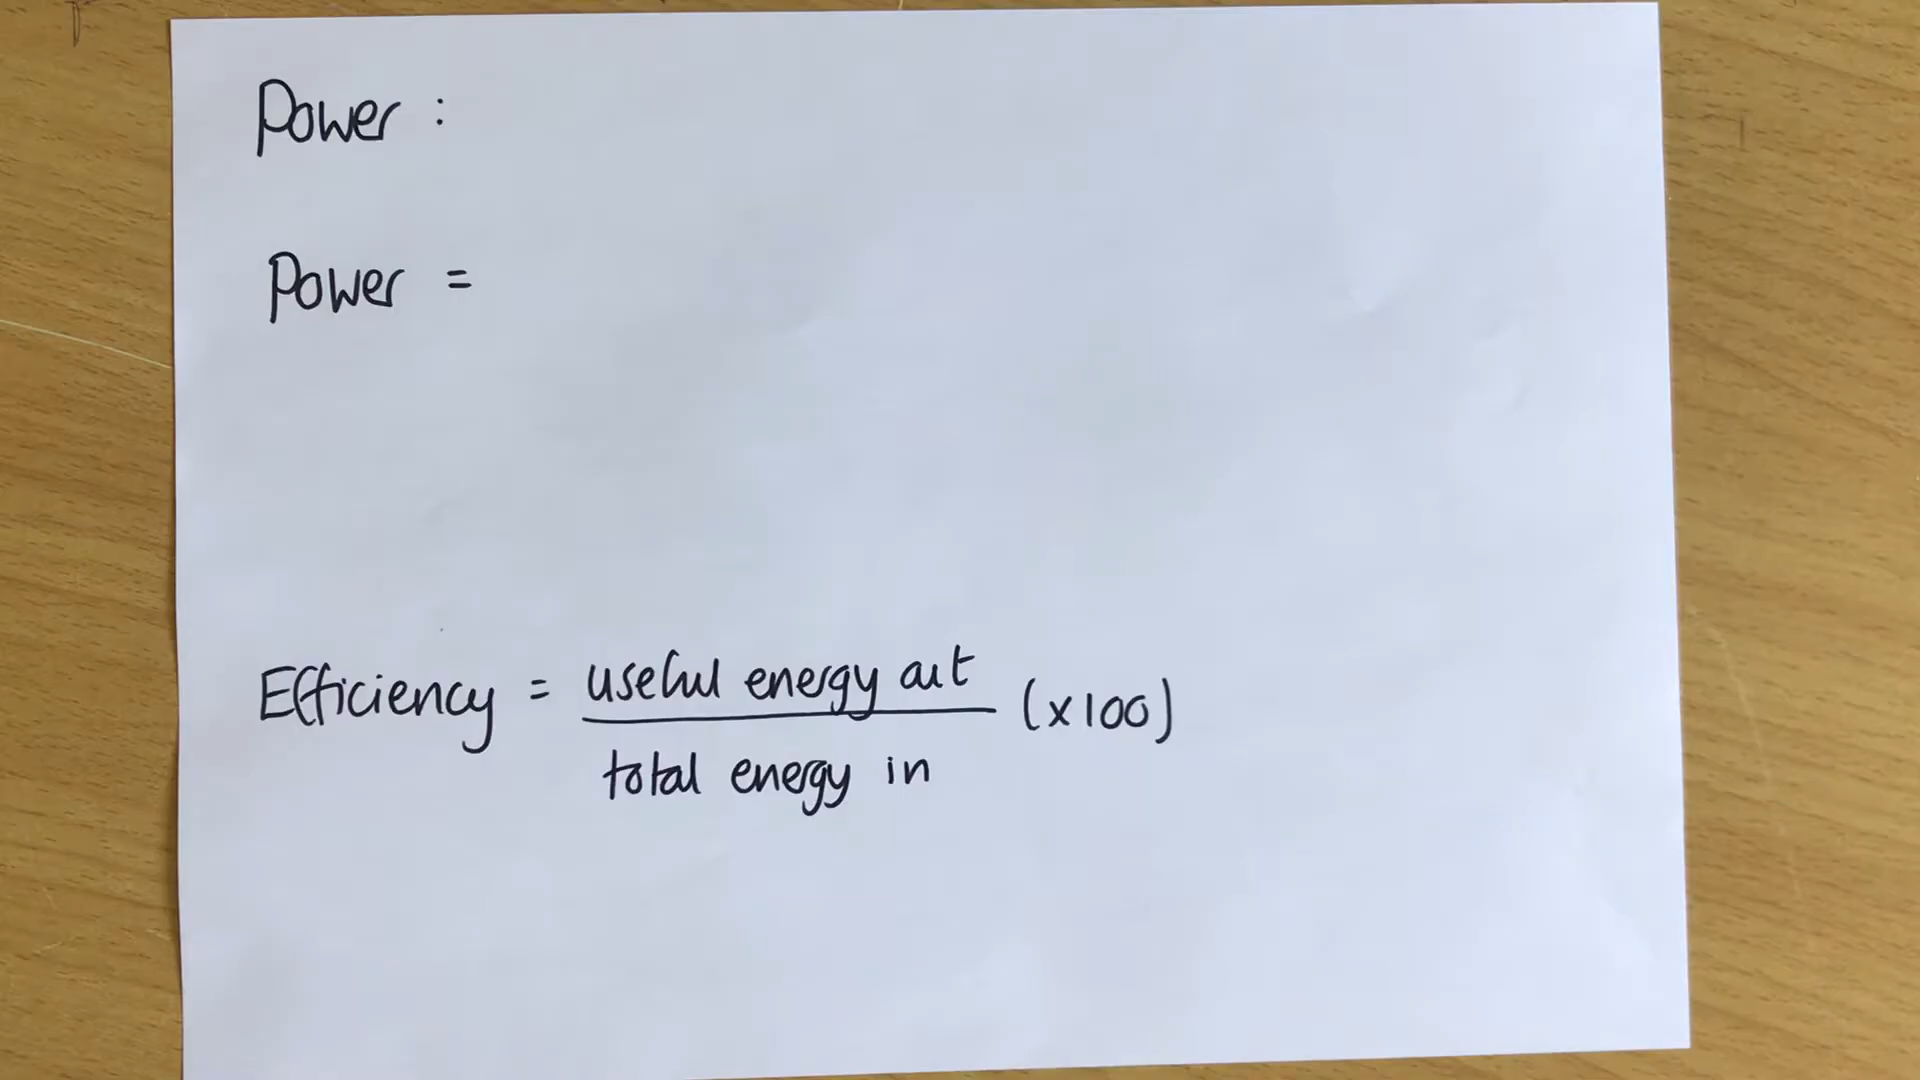 Power :
Power =
Efficiency = useful energy out (x100)
total energy in